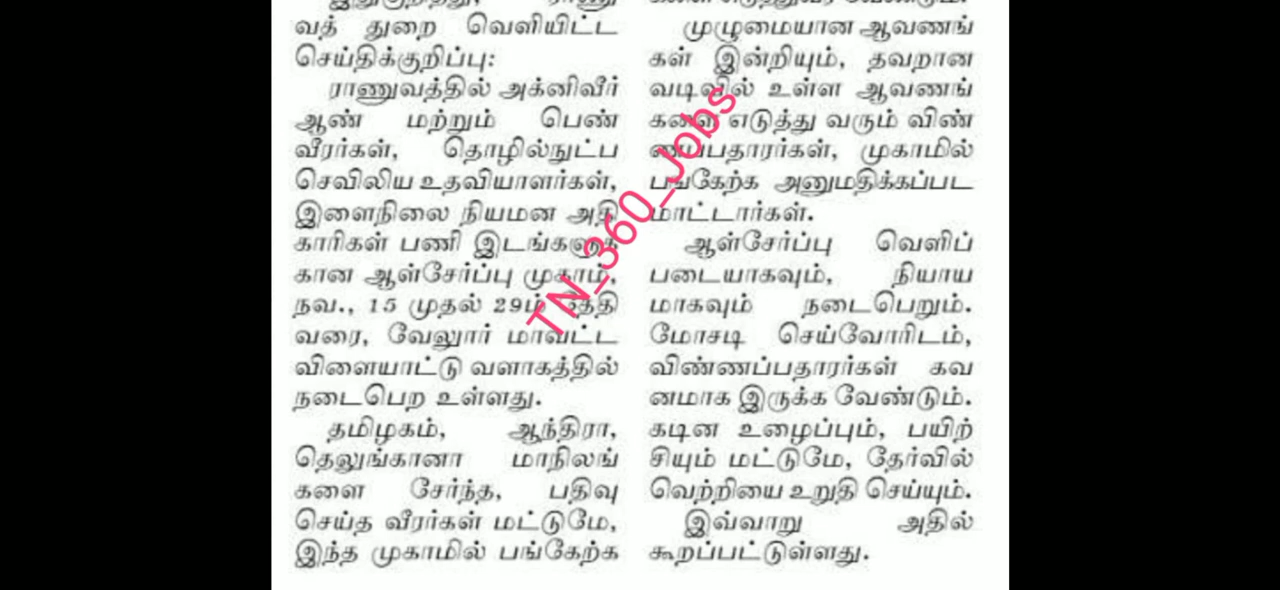 இதுகுறித்து, ராணு
வத் துறை வெளியிட்ட
செய்திக்குறிப்பு:
ராணுவத்தில் அக்னிவீர்
ஆண் மற்றும் பெண்
வீரர்கள், தொழில்நுட்ப
செவிலிய உதவியாளர்கள்,
இளைநிலை நியமன அதி
காரிகள் பணி இடங்களுக்
கான ஆள்சேர்ப்பு முகாம்,
நவ., 15 முதல் 29ம் தேதி
வரை, வேலுார் மாவட்ட
விளையாட்டு வளாகத்தில்
நடைபெற உள்ளது.
தமிழகம், ஆந்திரா,
தெலுங்கானா மாநிலங்
களை சேர்ந்த, பதிவு
செய்த வீரர்கள் மட்டுமே,
இந்த முகாமில் பங்கேற்க
முழுமையான ஆவணங்
கள் இன்றியும், தவறான
வடிவில் உள்ள ஆவணங்
களை எடுத்து வரும் விண்
ணப்பதாரர்கள், முகாமில்
பங்கேற்க அனுமதிக்கப்பட
மாட்டார்கள்.
ஆள்சேர்ப்பு வெளிப்
படையாகவும், நியாய
மாகவும் நடைபெறும்.
மோசடி செய்வோரிடம்,
விண்ணப்பதாரர்கள் கவ
னமாக இருக்க வேண்டும்.
கடின உழைப்பும், பயிற்
சியும் மட்டுமே, தேர்வில்
வெற்றியை உறுதி செய்யும்.
இவ்வாறு அதில்
கூறப்பட்டுள்ளது.
TN_360_Jobs